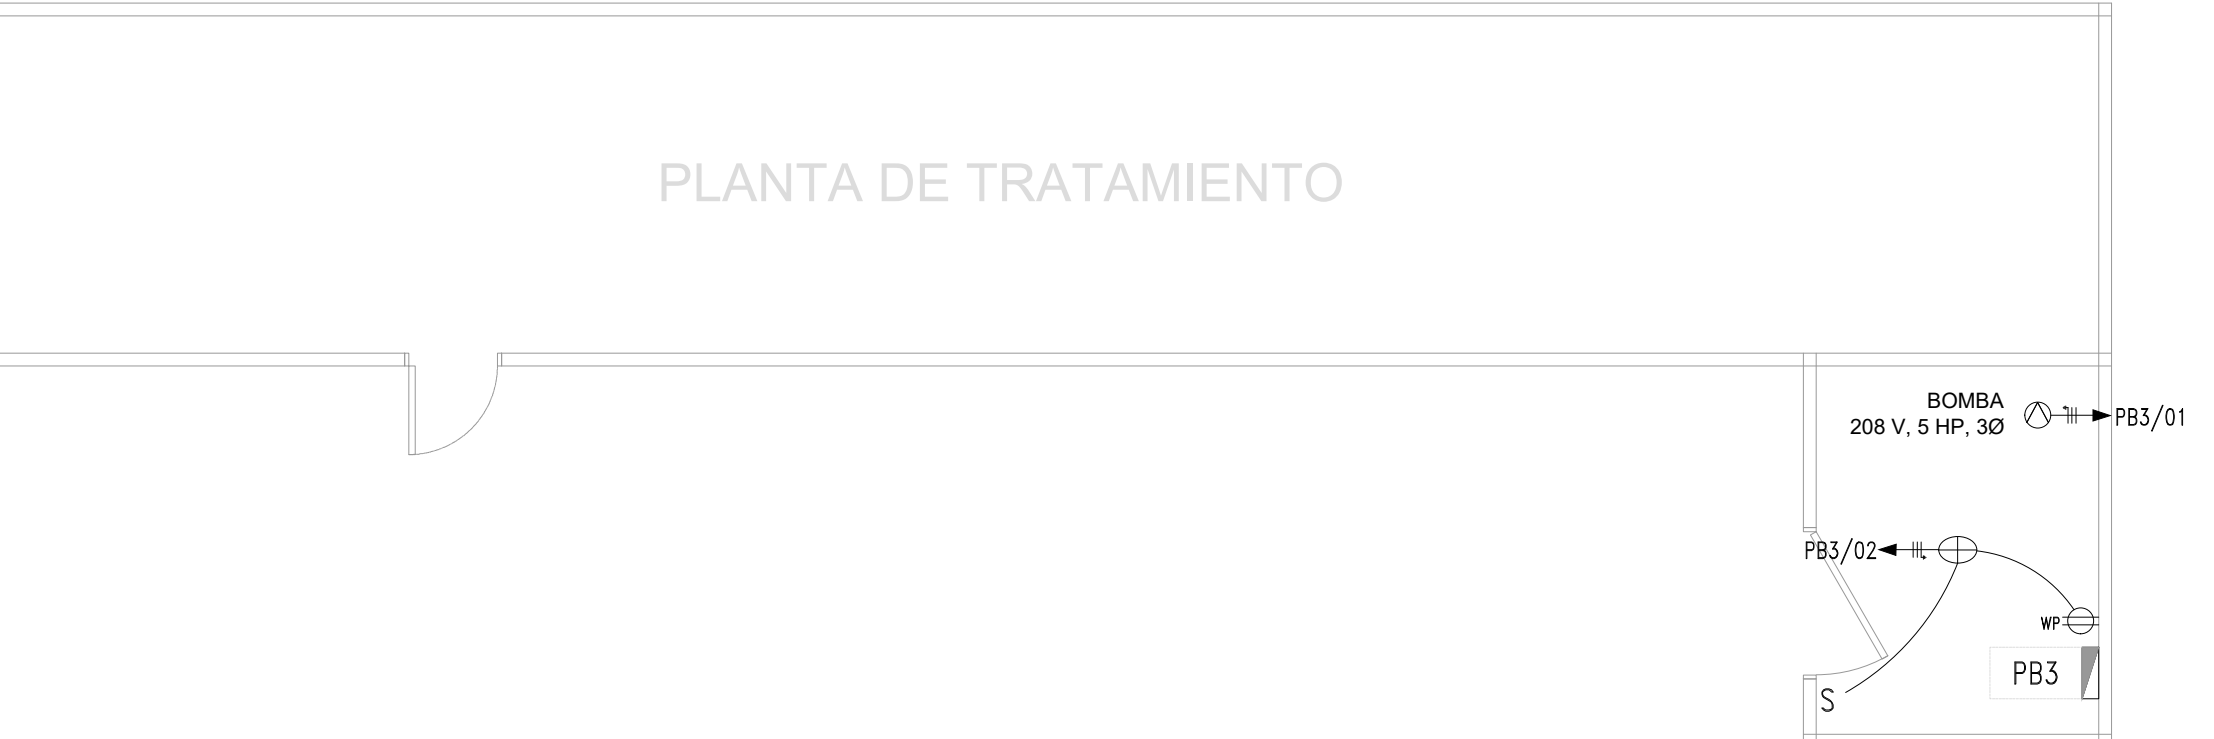 PLANTA DE TRATAMIENTO
BOMBA
208 V, 5 HP, 3Ø
PB3/01
PB3/02
WP
PB3
S